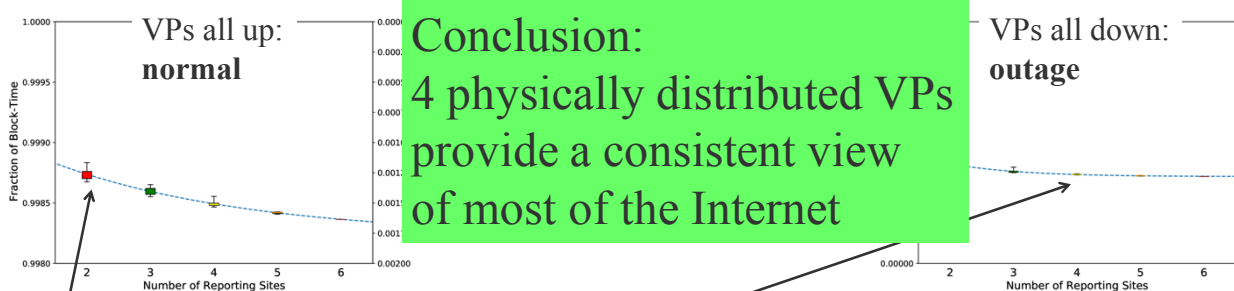 VPs all up:
normal
1.0000
0.9995
0.9990
0.9985
0.9980
Fraction of Block-Time
2 3 4 5 6
Number of Reporting Sites
0.00200
Conclusion:
4 physically distributed VPs
provide a consistent view
of most of the Internet
VPs all down:
outage
0.00000
2 3 4 5 6
Number of Reporting Sites